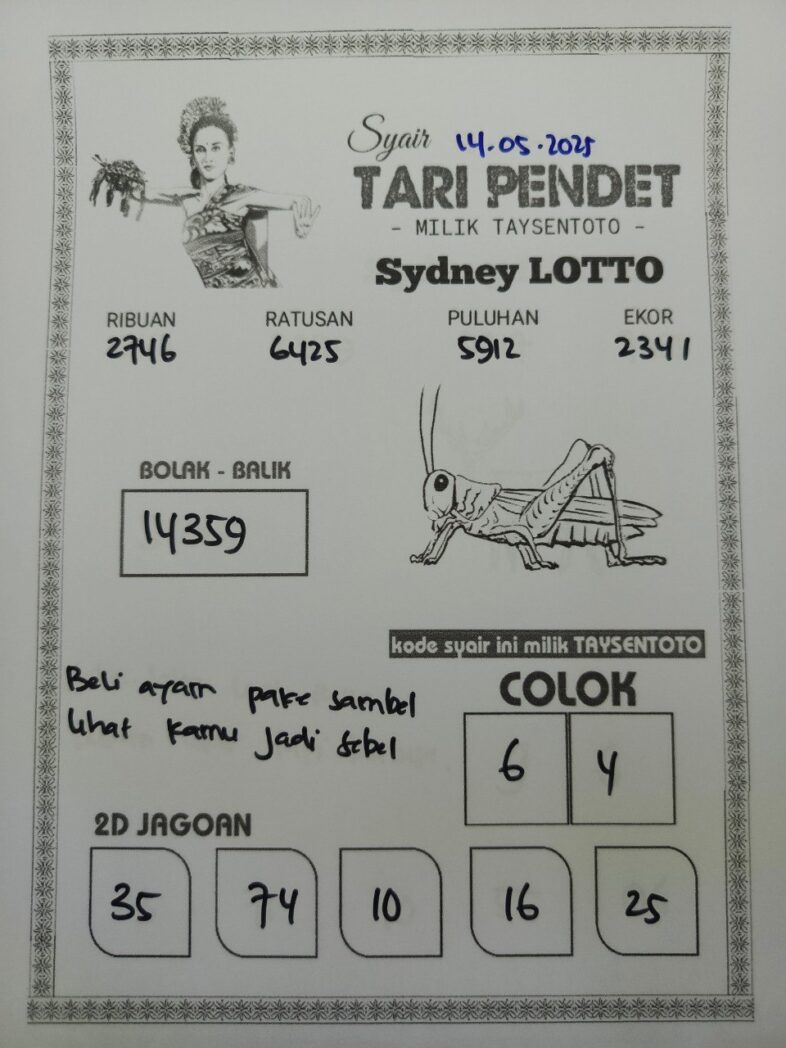 Syair 14.05.2025
TARI PENDET
- MILIK TAYSENTOTO -
Sydney LOTTO
RIBUAN RATUSAN PULUHAN EKOR
2746 6425 5912 2341
BOLAK - BALIK
14359
kode syair ini milik TAYSENTOTO
Beli ayam pake sambel
lihat kamu jadi sebel
COLOK
6 4
2D JAGOAN
35 74 10 16 25